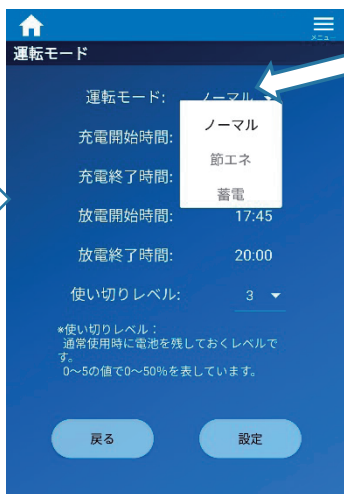 メニュー
運転モード
運転モード: ノーマル
ノーマル
節エネ
蓄電
充電開始時間:
充電終了時間:
放電開始時間: 17:45
放電終了時間: 20:00
使い切りレベル: 3
*使い切りレベル：
通常使用時に電池を残しておくレベルで
す。
0～5の値で0～50%を表しています。
戻る 設定